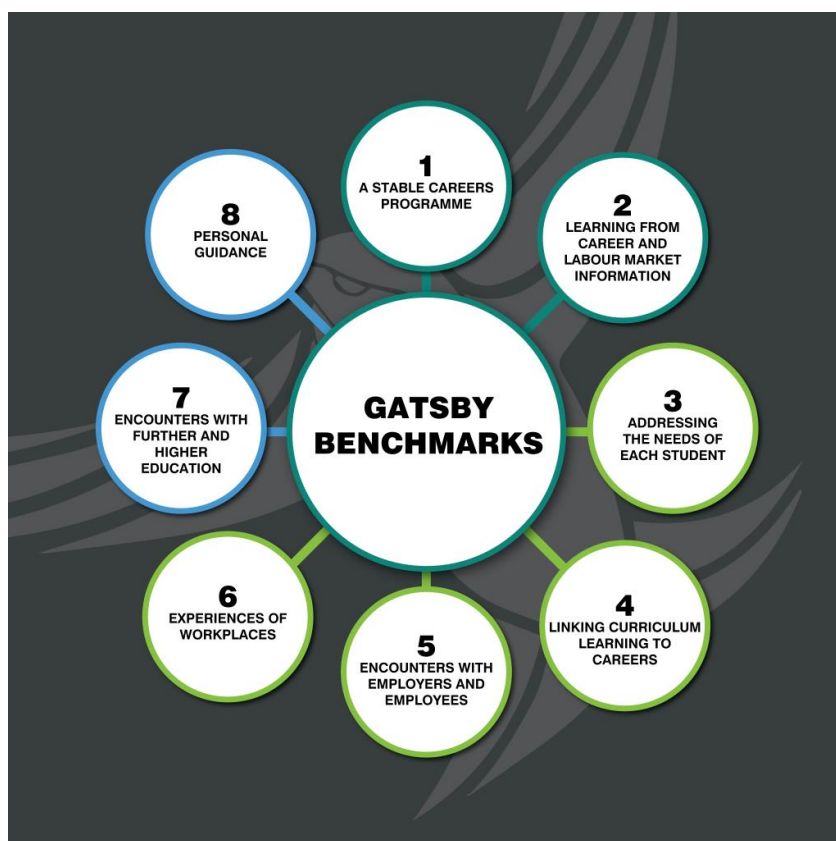 GATSBY
BENCHMARKS
1
A STABLE CAREERS
PROGRAMME
2
LEARNING FROM
CAREER AND
LABOUR MARKET
INFORMATION
3
ADDRESSING
THE NEEDS OF
EACH STUDENT
4
LINKING CURRICULUM
LEARNING TO
CAREERS
5
ENCOUNTERS WITH
EMPLOYERS AND
EMPLOYEES
6
EXPERIENCES OF
WORKPLACES
7
ENCOUNTERS WITH
FURTHER AND
HIGHER
EDUCATION
8
PERSONAL
GUIDANCE